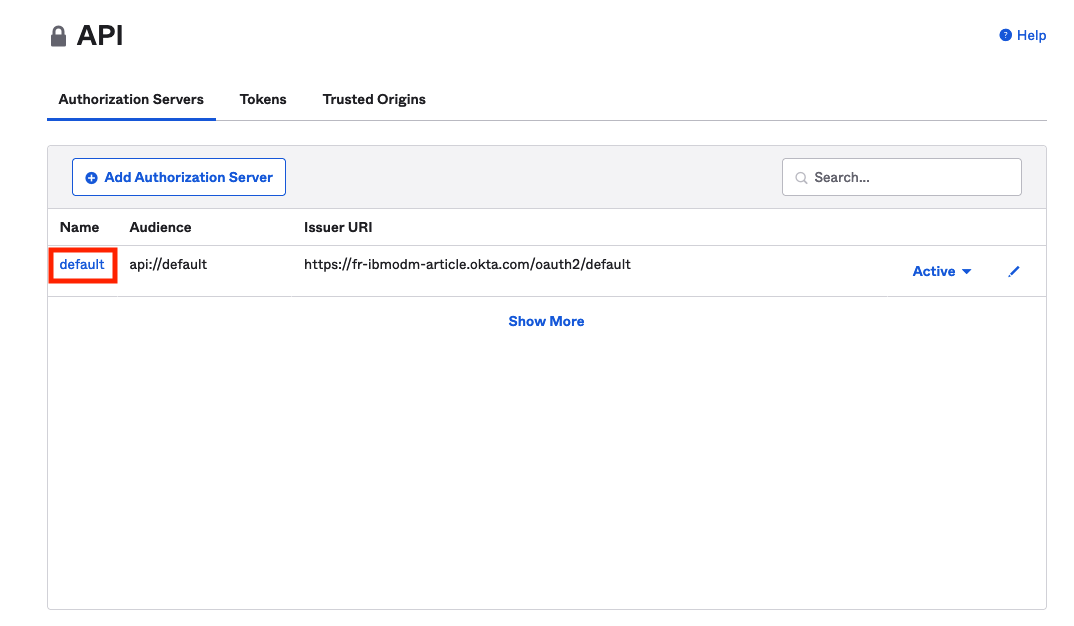 API
Help
Authorization Servers Tokens Trusted Origins
Add Authorization Server Search...
Name Audience Issuer URI
default api://default https://fr-ibmodm-article.okta.com/oauth2/default Active
Show More